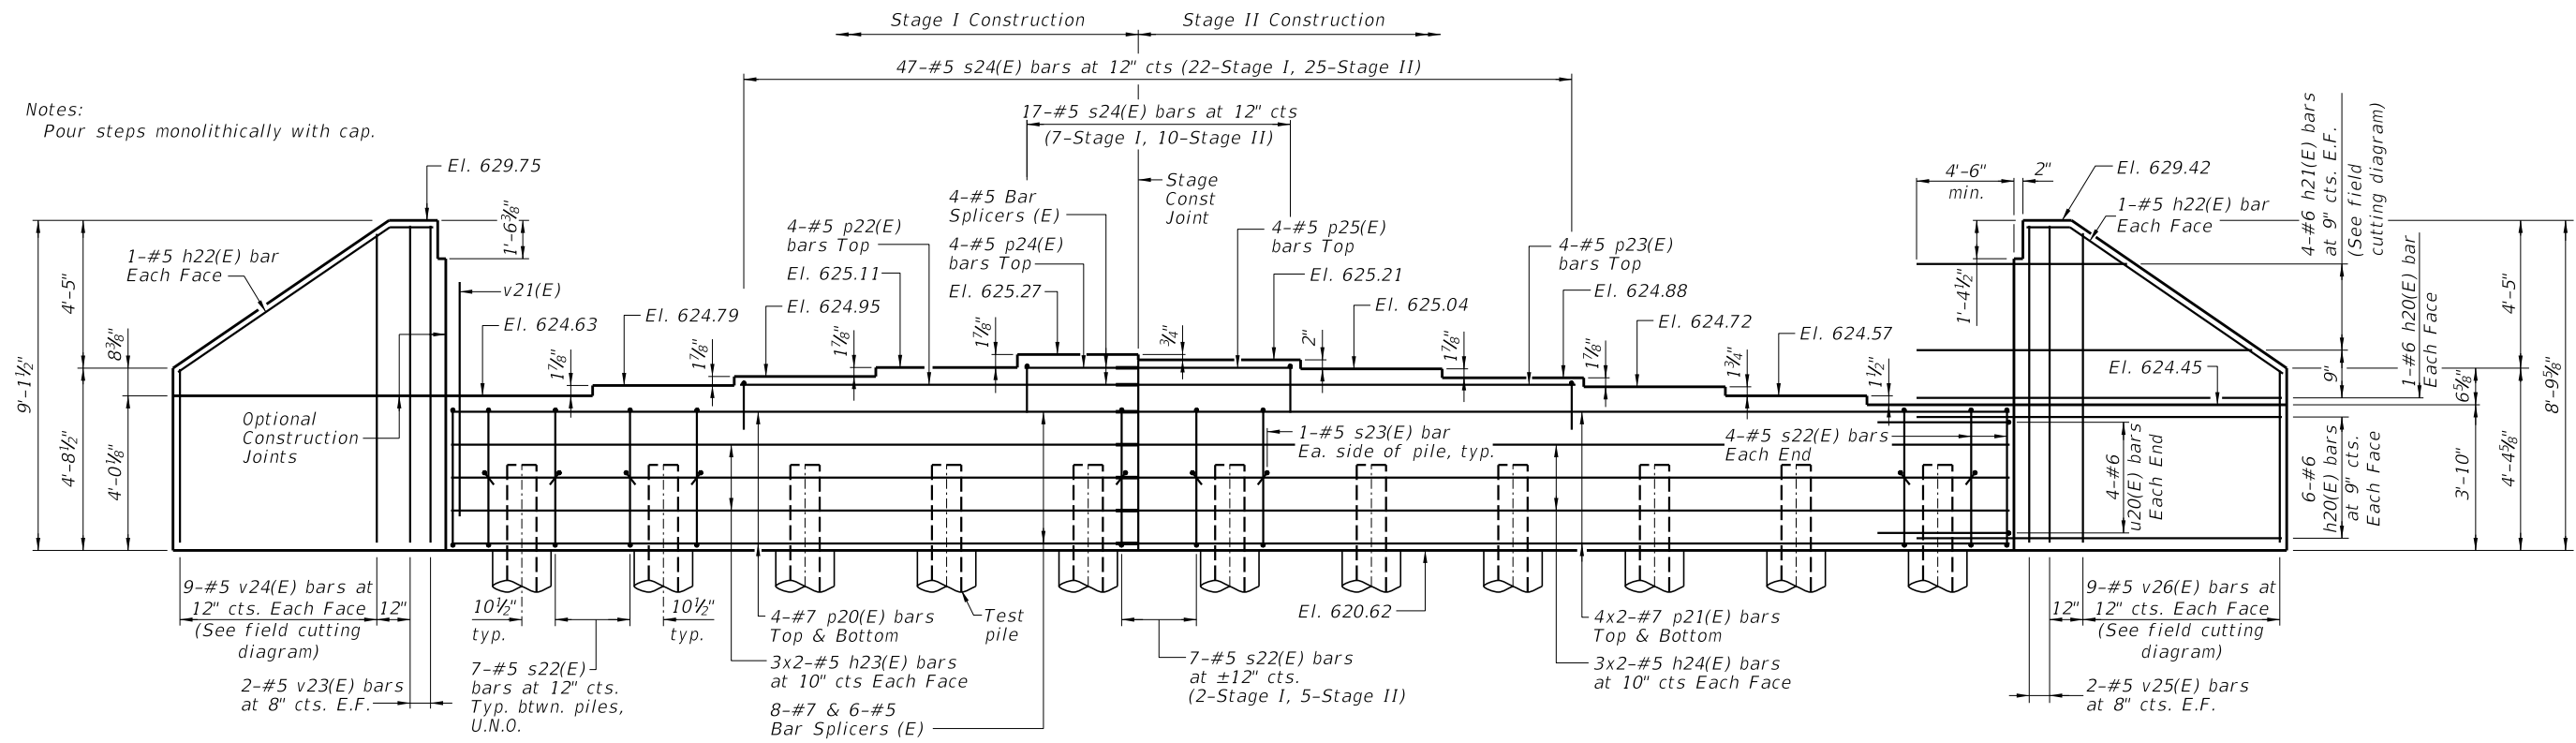 Stage I Construction
Stage II Construction
47-#5 s24(E) bars at 12" cts (22-Stage I, 25-Stage II)
17-#5 s24(E) bars at 12" cts
(7-Stage I, 10-Stage II)
Notes:
Pour steps monolithically with cap.
El. 629.75
1'-6⅜"
9'-1½"
4'-5"
8⅜"
4'-8½"
4'-0⅛"
1-#5 h22(E) bar
Each Face
v21(E)
El. 624.63
1⅞"
El. 624.79
1⅞"
El. 624.95
1⅞"
4-#5 p22(E)
bars Top
El. 625.11
1⅞"
4-#5 Bar
Splicers (E)
4-#5 p24(E)
bars Top
El. 625.27
Stage
Const
Joint
¾"
4-#5 p25(E)
bars Top
El. 625.21
2"
El. 625.04
1⅞"
4-#5 p23(E)
bars Top
El. 624.88
1⅞"
El. 624.72
1¾"
El. 624.57
1½"
4'-6"
min.
2"
El. 629.42
1'-4½"
1-#5 h22(E) bar
Each Face
4-#6 h21(E) bars
at 9" cts. E.F.
(See field
cutting diagram)
1-#6 h20(E) bar
Each Face
9"
El. 624.45
4'-5"
6⅝"
8'-9⅝"
3'-10"
4'-4⅝"
6-#6
h20(E) bars
at 9" cts.
Each Face
4-#6
u20(E) bars
Each End
Optional
Construction
Joints
1-#5 s23(E) bar
Ea. side of pile, typ.
4-#5 s22(E) bars
Each End
9-#5 v24(E) bars at
12" cts. Each Face
(See field cutting
diagram)
12"
2-#5 v23(E) bars
at 8" cts. E.F.
10½"
typ.
10½"
typ.
7-#5 s22(E)
bars at 12" cts.
Typ. btwn. piles,
U.N.O.
4-#7 p20(E) bars
Top & Bottom
3x2-#5 h23(E) bars
at 10" cts Each Face
8-#7 & 6-#5
Bar Splicers (E)
Test
pile
7-#5 s22(E) bars
at ±12" cts.
(2-Stage I, 5-Stage II)
El. 620.62
4x2-#7 p21(E) bars
Top & Bottom
3x2-#5 h24(E) bars
at 10" cts Each Face
12"
9-#5 v26(E) bars at
12" cts. Each Face
(See field cutting
diagram)
2-#5 v25(E) bars
at 8" cts. E.F.